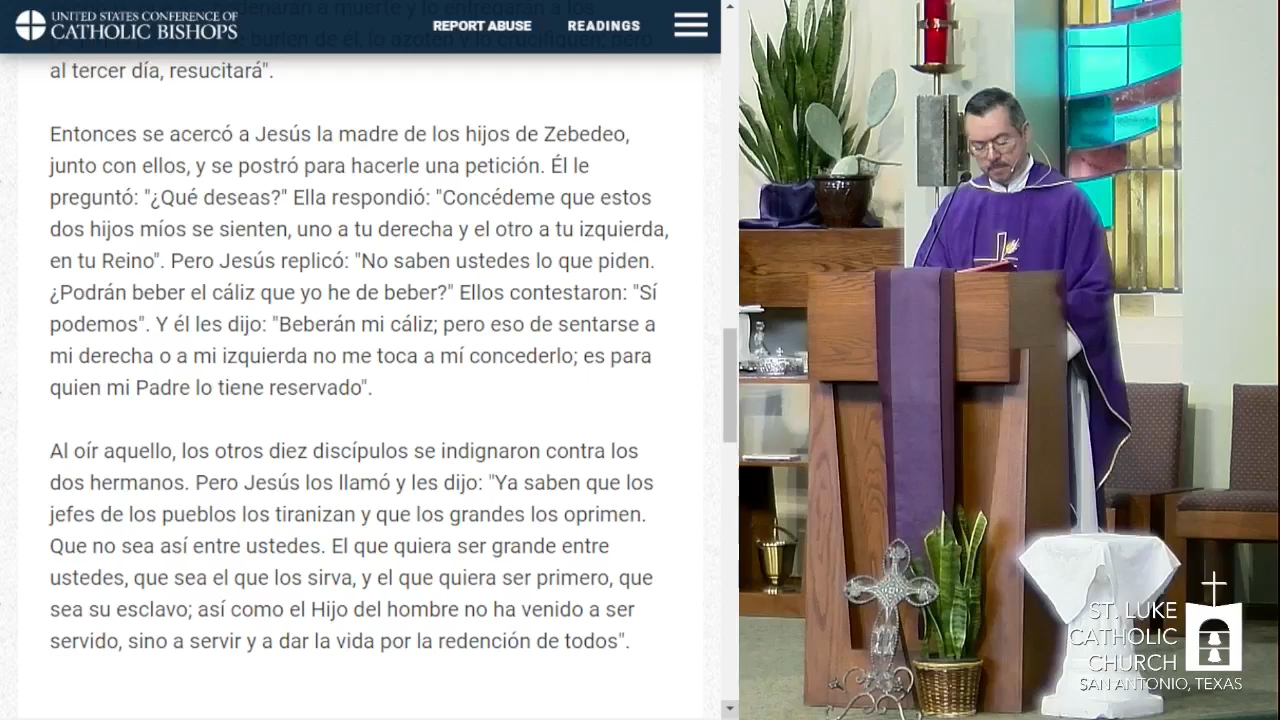 UNITED STATES CONFERENCE OF
CATHOLIC BISHOPS
REPORT ABUSE
READINGS
al tercer día, resucitará".
Entonces se acercó a Jesús la madre de los hijos de Zebedeo,
junto con ellos, y se postró para hacerle una petición. Él le
preguntó: "¿Qué deseas?" Ella respondió: "Concédeme que estos
dos hijos míos se sienten, uno a tu derecha y el otro a tu izquierda,
en tu Reino". Pero Jesús replicó: "No saben ustedes lo que piden.
¿Podrán beber el cáliz que yo he de beber?" Ellos contestaron: "Sí
podemos". Y él les dijo: "Beberán mi cáliz; pero eso de sentarse a
mi derecha o a mi izquierda no me toca a mí concederlo; es para
quien mi Padre lo tiene reservado".
Al oír aquello, los otros diez discípulos se indignaron contra los
dos hermanos. Pero Jesús los llamó y les dijo: "Ya saben que los
jefes de los pueblos los tiranizan y que los grandes los oprimen.
Que no sea así entre ustedes. El que quiera ser grande entre
ustedes, que sea el que los sirva, y el que quiera ser primero, que
sea su esclavo; así como el Hijo del hombre no ha venido a ser
servido, sino a servir y a dar la vida por la redención de todos".
ST. LUKE
CATHOLIC
CHURCH
SAN ANTONIO, TEXAS